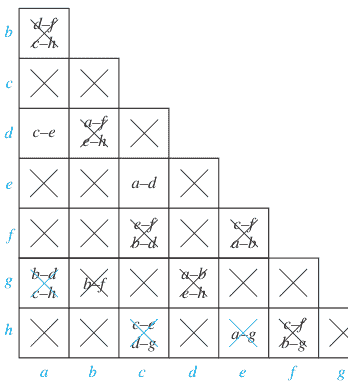 b
d–f
c–h
c
d
c–e
a–f
e–h
e
a–d
f
e–f
b–d
c–f
a–b
g
b–d
c–h
b–f
a–b
e–h
h
c–e
d–g
a–g
c–f
b–g
a b c d e f g